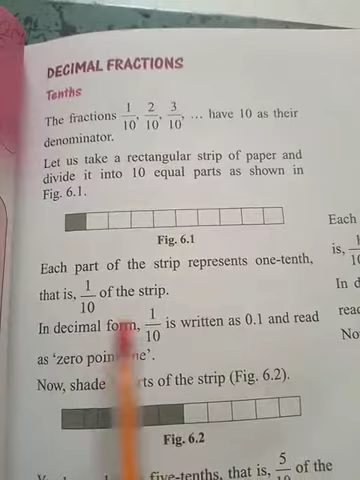 DECIMAL FRACTIONS
Tenths
The fractions 1/10, 2/10, 3/10, ... have 10 as their
denominator.
Let us take a rectangular strip of paper and
divide it into 10 equal parts as shown in
Fig. 6.1.
Fig. 6.1
Each part of the strip represents one-tenth,
that is, 1/10 of the strip.
In decimal form, 1/10 is written as 0.1 and read
as ‘zero point one’.
Now, shade rts of the strip (Fig. 6.2).
Fig. 6.2
five-tenths, that is, 5/10 of the
Each
is,
In d
read
No